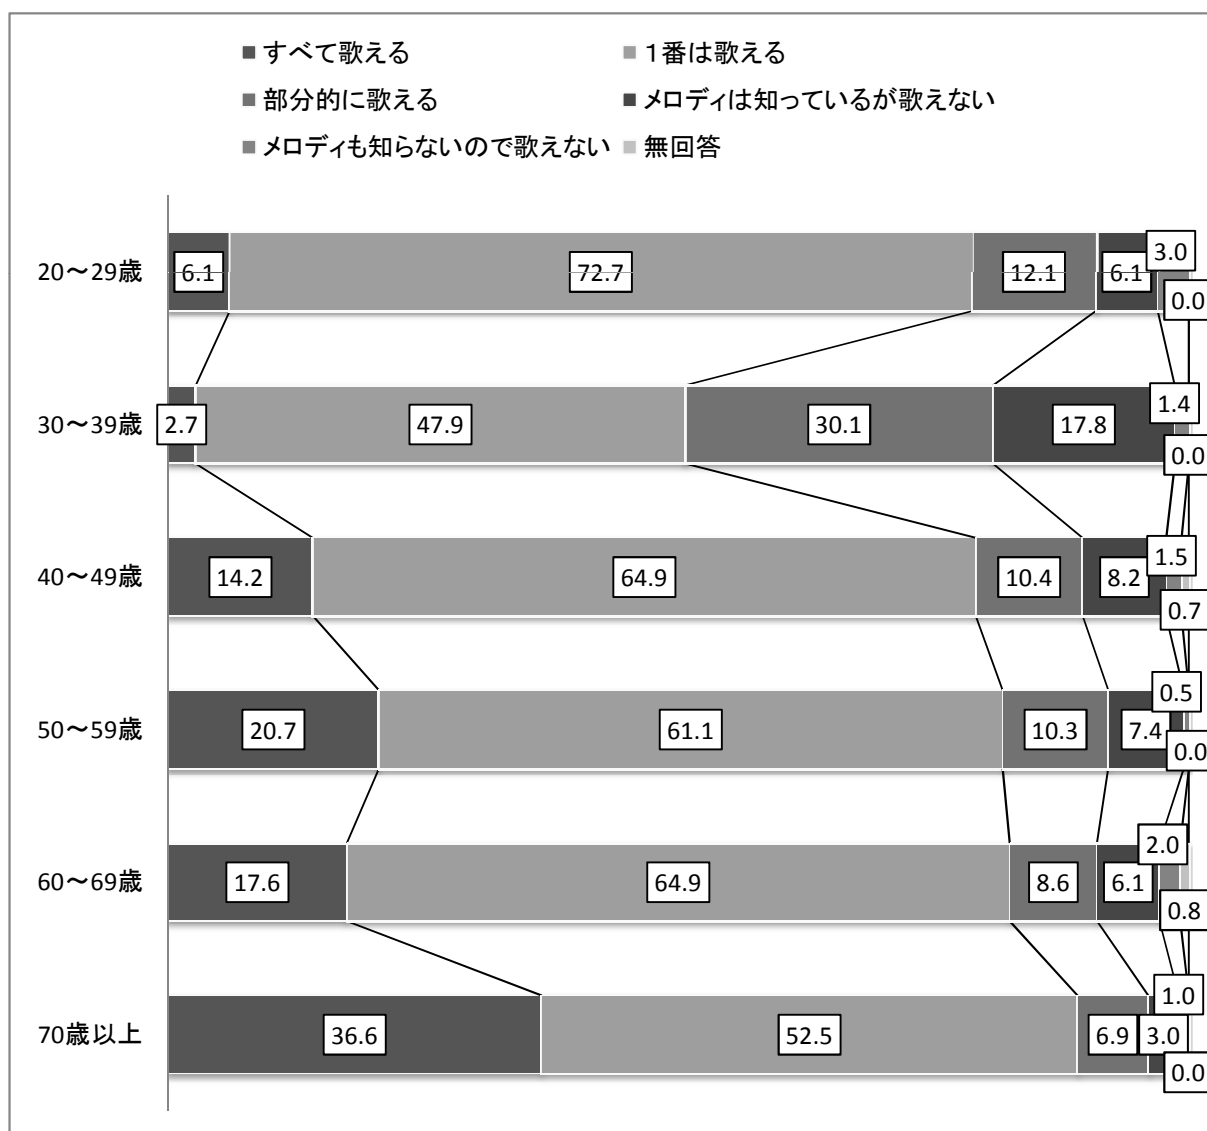 すべて歌える 1番は歌える
部分的に歌える メロディは知っているが歌えない
メロディも知らないので歌えない 無回答
20～29歳 6.1 72.7 12.1 6.1 3.0 0.0
30～39歳 2.7 47.9 30.1 17.8 1.4 0.0
40～49歳 14.2 64.9 10.4 8.2 1.5 0.7
50～59歳 20.7 61.1 10.3 7.4 0.5 0.0
60～69歳 17.6 64.9 8.6 6.1 2.0 0.8
70歳以上 36.6 52.5 6.9 3.0 1.0 0.0